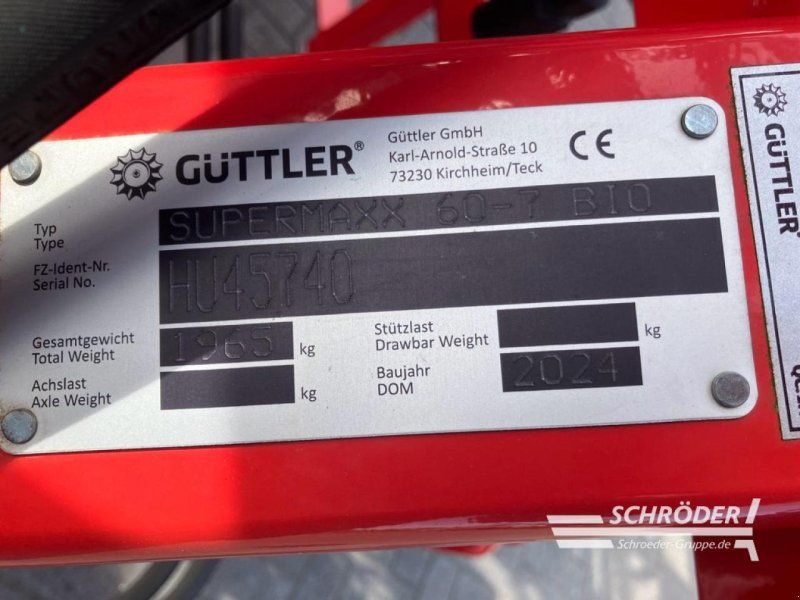 GÜTTLER®
Güttler GmbH
Karl-Arnold-Straße 10
73230 Kirchheim/Teck
CE
Typ
Type
SUPERMAXX 60-7 BIO
FZ-Ident-Nr.
Serial No.
HU45740
Gesamtgewicht
Total Weight
1965 kg
Stützlast
Drawbar Weight
kg
Achslast
Axle Weight
kg
Baujahr
DOM
2024
GÜTTLER
SCHRÖDER
Schroeder-Gruppe.de